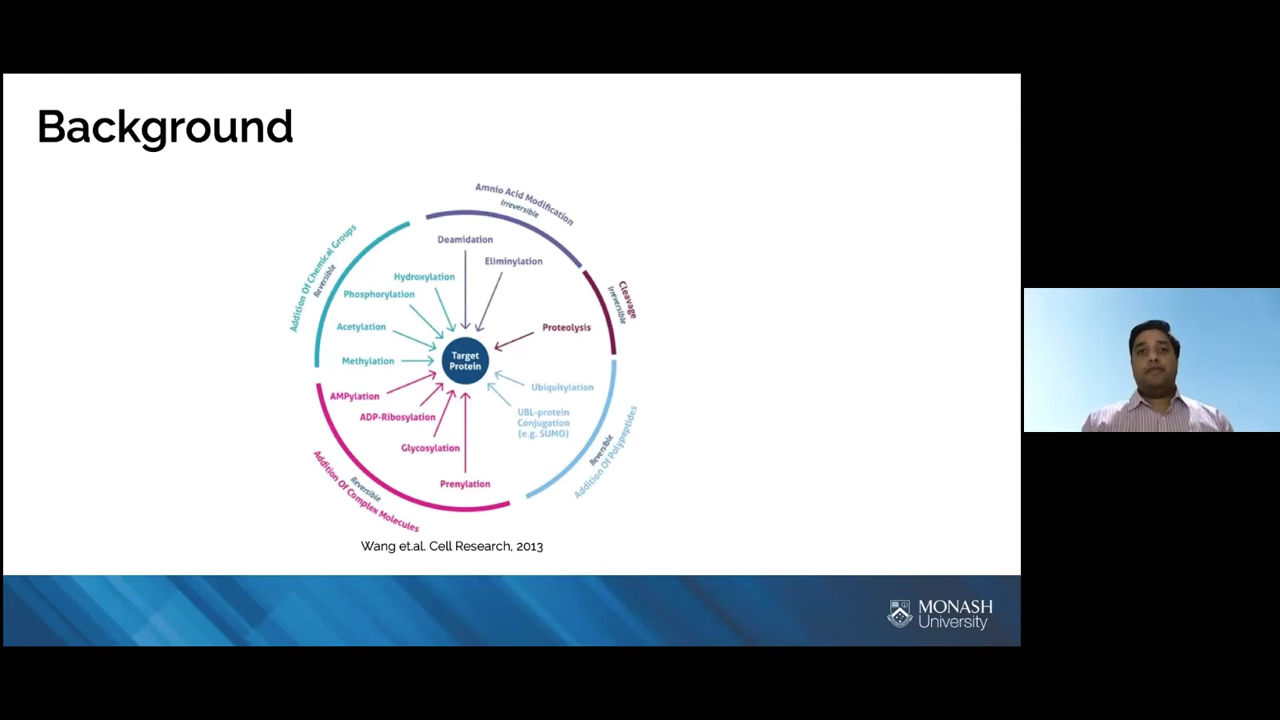 Background
Amnio Acid Modification
Irreversible
Addition Of Chemical Groups
Reversible
Deamidation
Eliminylation
Hydroxylation
Phosphorylation
Acetylation
Methylation
Cleavage
Irreversible
Proteolysis
Target
Protein
AMPylation
ADP-Ribosylation
Glycosylation
Prenylation
Ubiquitylation
UBL-protein
Conjugation
(e.g. SUMO)
Reversible
Addition Of Polypeptides
Reversible
Addition Of Complex Molecules
Wang et.al. Cell Research, 2013
MONASH
University